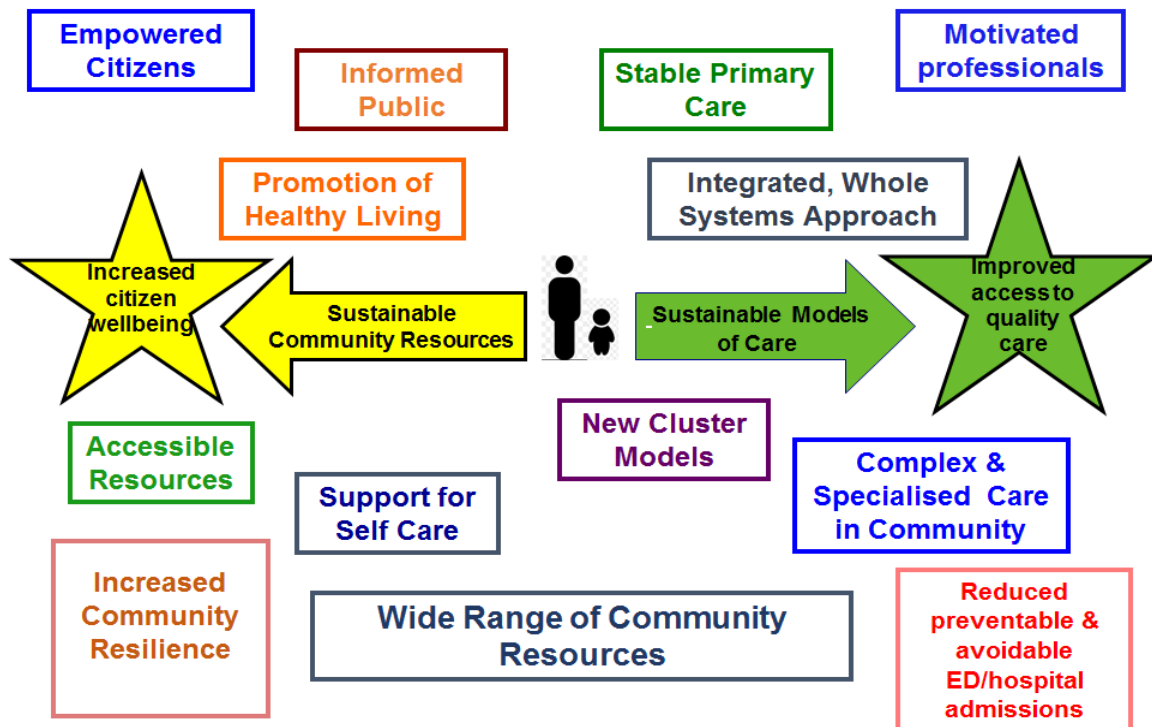 Empowered
Citizens
Informed
Public
Stable Primary
Care
Motivated
professionals
Promotion of
Healthy Living
Integrated, Whole
Systems Approach
Increased
citizen
wellbeing
Sustainable
Community Resources
Sustainable Models
of Care
Improved
access to
quality
care
Accessible
Resources
New Cluster
Models
Support for
Self Care
Complex &
Specialised Care
in Community
Increased
Community
Resilience
Wide Range of Community
Resources
Reduced
preventable &
avoidable
ED/hospital
admissions